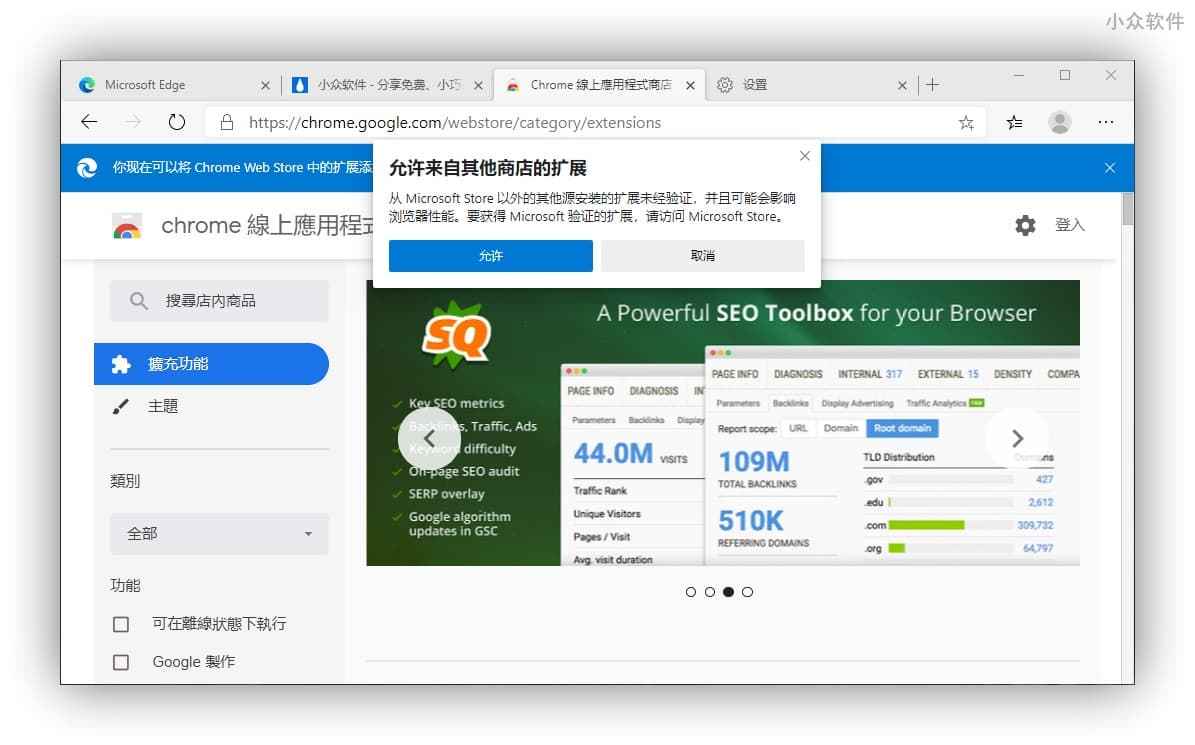 小众软件
Microsoft Edge
小众软件 - 分享免费、小巧
Chrome 線上應用程式商店
设置
https://chrome.google.com/webstore/category/extensions
你现在可以将 Chrome Web Store 中的扩展添
允许来自其他商店的扩展
从 Microsoft Store 以外的其他源安装的扩展未经验证，并且可能会影响
浏览器性能。要获得 Microsoft 验证的扩展，请访问 Microsoft Store。
允许
取消
chrome 線上應用程式
登入
搜尋店內商品
擴充功能
主題
類別
全部
功能
可在離線狀態下執行
Google 製作
SQ
A Powerful SEO Toolbox for your Browser
Key SEO metrics
Backlinks, Traffic, Ads
Keyword difficulty
On-page SEO audit
SERP overlay
Google algorithm
updates in GSC
PAGE INFO DIAGNOSIS IN
Parameters Backlinks Display
44.0M VISITS
Traffic Rank
Unique Visitors
Pages / Visit
Avg. visit duration
PAGE INFO DIAGNOSIS INTERNAL 317 EXTERNAL 15 DENSITY COMPA
Parameters Backlinks Display Advertising Traffic Analytics
Report scope: URL Domain Root domain
109M
TOTAL BACKLINKS
510K
REFERRING DOMAINS
TLD Distribution Domains
.gov 427
.edu 2,612
.com 309,732
.org 64,797